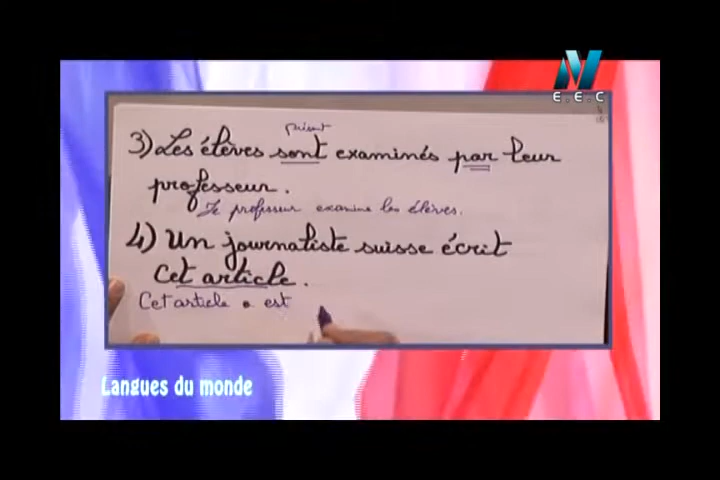 E.E.C
présent
3) Les élèves sont examinés par leur
professeur.
Le professeur examine les élèves.
4) Un journaliste suisse écrit
cet article.
Cet article est
Langues du monde